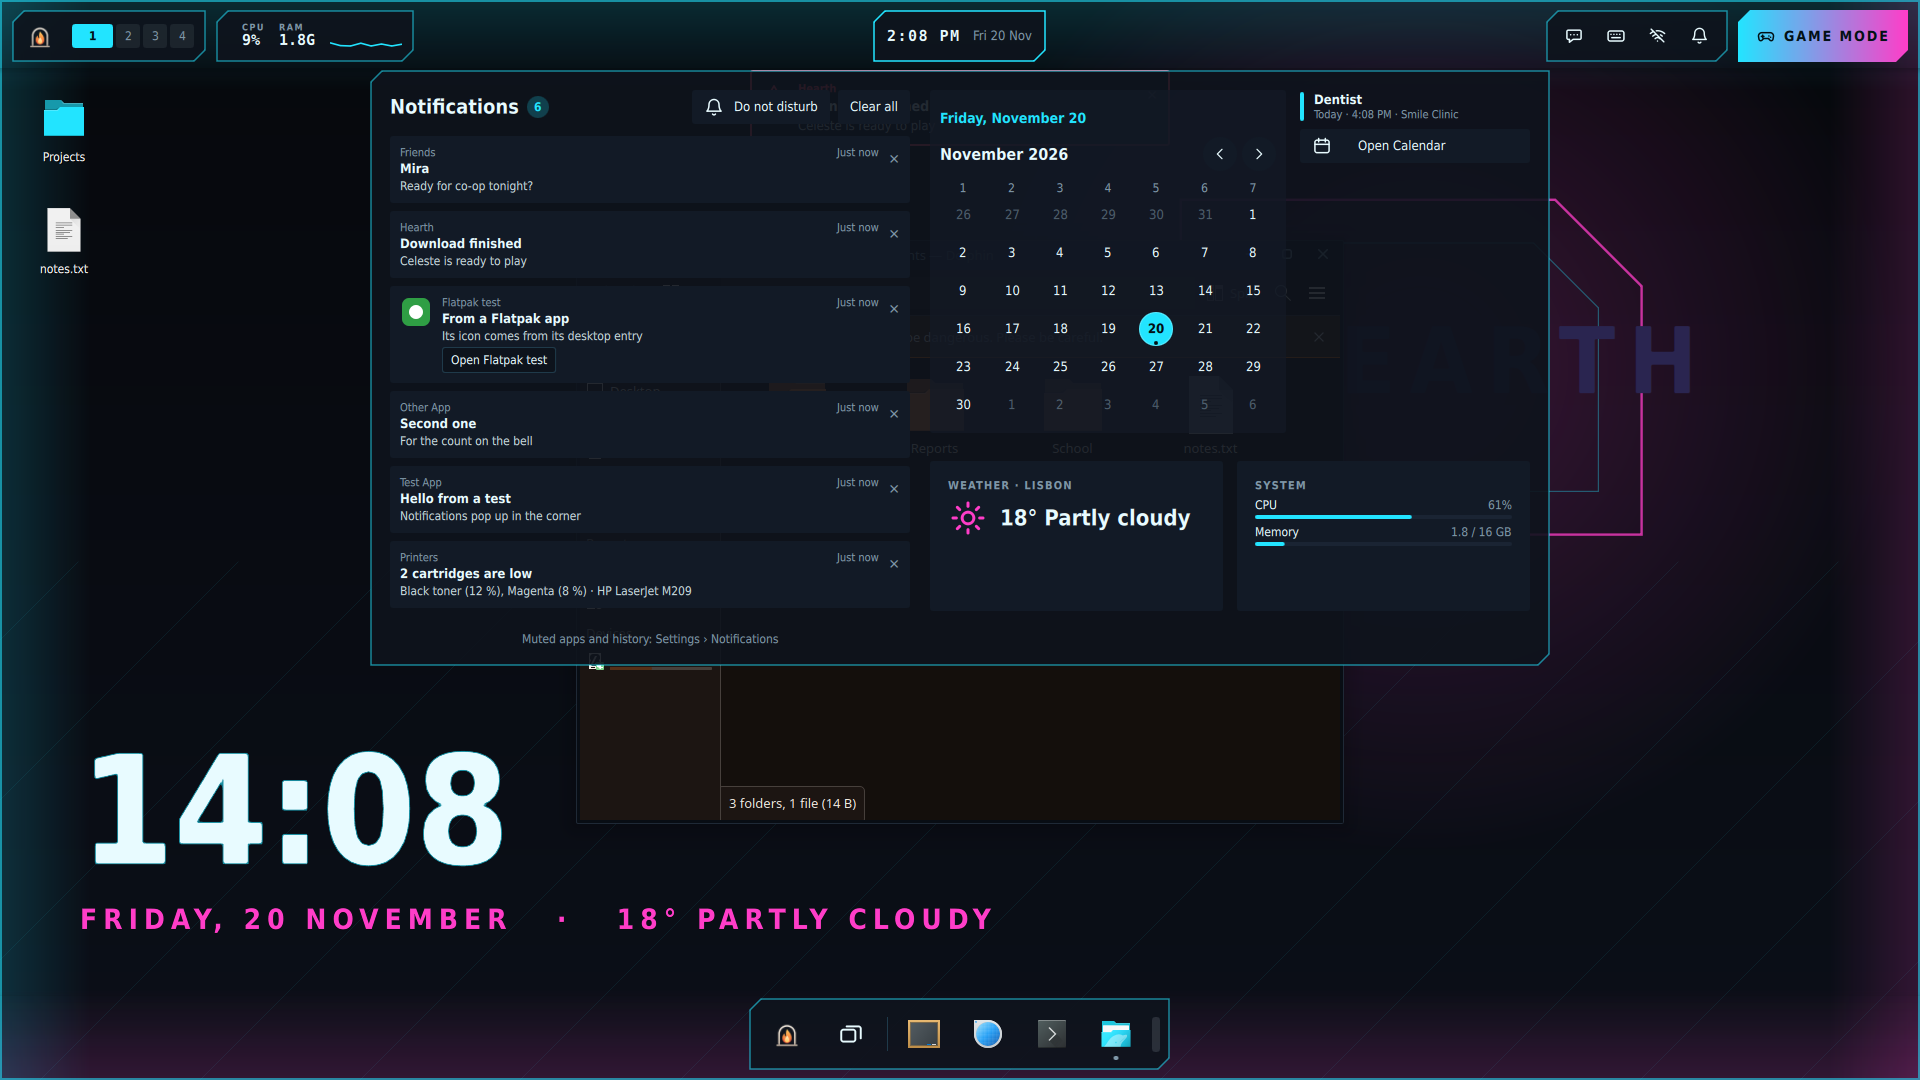 1 2 3 4
CPU RAM
9% 1.8G
2:08 PM Fri 20 Nov
GAME MODE
Projects
notes.txt
Notifications 6
Do not disturb
Clear all
Friends
Just now
Mira
Ready for co-op tonight?
Hearth
Just now
Download finished
Celeste is ready to play
Flatpak test
Just now
From a Flatpak app
Its icon comes from its desktop entry
Open Flatpak test
Other App
Just now
Second one
For the count on the bell
Test App
Just now
Hello from a test
Notifications pop up in the corner
Printers
Just now
2 cartridges are low
Black toner (12 %), Magenta (8 %) · HP LaserJet M209
Muted apps and history: Settings › Notifications
Friday, November 20
November 2026
1 2 3 4 5 6 7
26 27 28 29 30 31 1
2 3 4 5 6 7 8
9 10 11 12 13 14 15
16 17 18 19 20 21 22
23 24 25 26 27 28 29
30 1 2 3 4 5 6
Dentist
Today · 4:08 PM · Smile Clinic
Open Calendar
Reports
School
notes.txt
WEATHER · LISBON
18° Partly cloudy
SYSTEM
CPU 61%
Memory 1.8 / 16 GB
TH
3 folders, 1 file (14 B)
14:08
FRIDAY, 20 NOVEMBER · 18° PARTLY CLOUDY